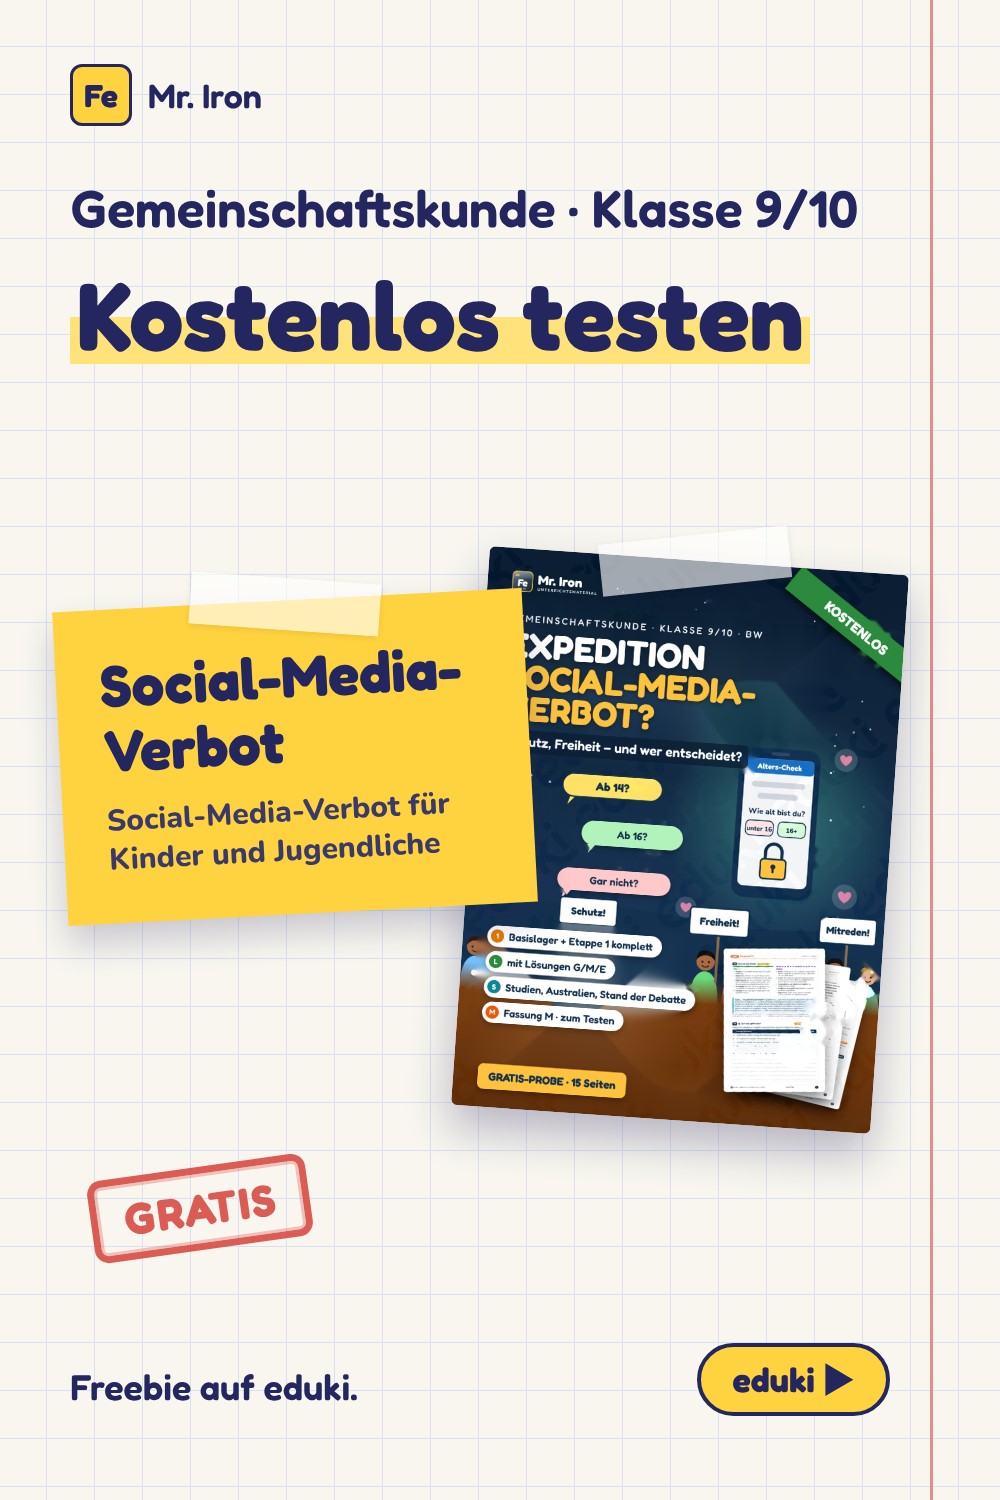 Fe Mr. Iron
Gemeinschaftskunde · Klasse 9/10
Kostenlos testen
Social-Media-
Verbot
Social-Media-Verbot für
Kinder und Jugendliche
Fe Mr. Iron
UNTERRICHTSMATERIAL
KOSTENLOS
EMEINSCHAFTSKUNDE · KLASSE 9/10 · BW
EXPEDITION
OCIAL-MEDIA-
ERBOT?
utz, Freiheit – und wer entscheidet?
Alters-Check
Wie alt bist du?
unter 16 16+
Ab 14?
Ab 16?
Gar nicht?
Schutz!
Freiheit!
Mitreden!
1 Basislager + Etappe 1 komplett
L mit Lösungen G/M/E
S Studien, Australien, Stand der Debatte
M Fassung M · zum Testen
GRATIS-PROBE · 15 Seiten
GRATIS
Freebie auf eduki.
eduki